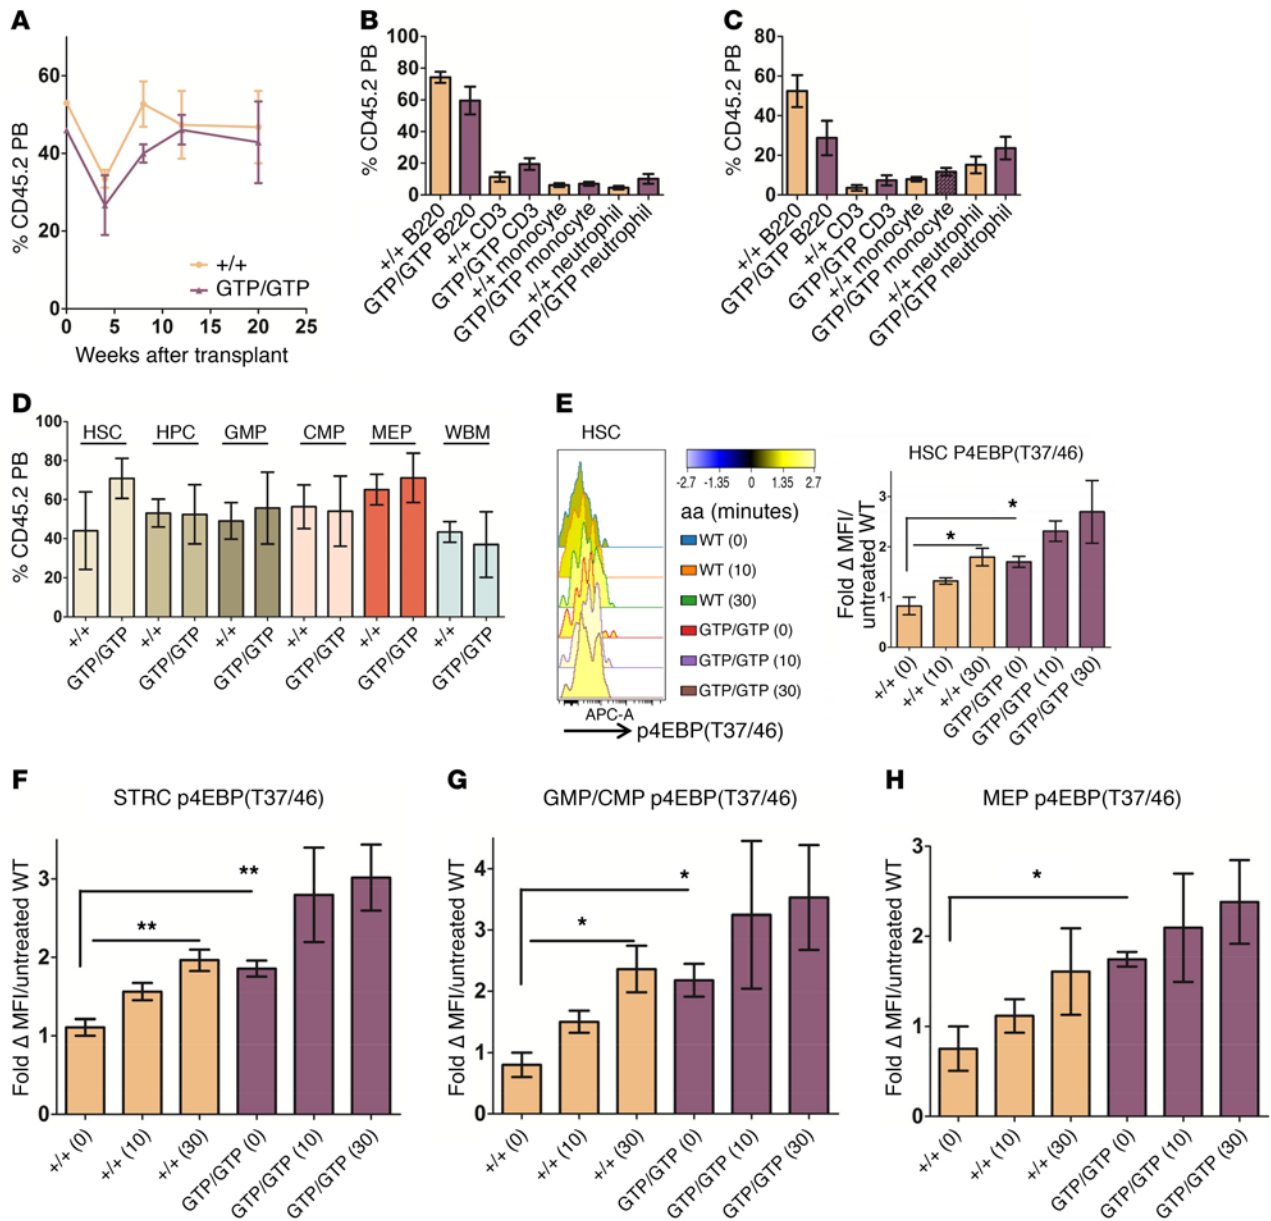 A
% CD45.2 PB
60
40
20
0
0 5 10 15 20 25
Weeks after transplant
+/+
GTP/GTP
B
% CD45.2 PB
100
80
60
40
20
0
+/+ B220
GTP/GTP B220
+/+ CD3
GTP/GTP CD3
+/+ monocyte
GTP/GTP monocyte
+/+ neutrophil
GTP/GTP neutrophil
C
% CD45.2 PB
80
60
40
20
0
+/+ B220
GTP/GTP B220
+/+ CD3
GTP/GTP CD3
+/+ monocyte
GTP/GTP monocyte
+/+ neutrophil
GTP/GTP neutrophil
D
% CD45.2 PB
100
80
60
40
20
0
HSC HPC GMP CMP MEP WBM
+/+
GTP/GTP
+/+
GTP/GTP
+/+
GTP/GTP
+/+
GTP/GTP
+/+
GTP/GTP
+/+
GTP/GTP
E
HSC
-2.7 -1.35 0 1.35 2.7
aa (minutes)
WT (0)
WT (10)
WT (30)
GTP/GTP (0)
GTP/GTP (10)
GTP/GTP (30)
APC-A
p4EBP(T37/46)
HSC P4EBP(T37/46)
Fold Δ MFI/
untreated WT
3
2
1
0
*
*
+/+ (0)
+/+ (10)
+/+ (30)
GTP/GTP (0)
GTP/GTP (10)
GTP/GTP (30)
F
STRC p4EBP(T37/46)
Fold Δ MFI/untreated WT
3
2
1
0
**
**
+/+ (0)
+/+ (10)
+/+ (30)
GTP/GTP (0)
GTP/GTP (10)
GTP/GTP (30)
G
GMP/CMP p4EBP(T37/46)
Fold Δ MFI/untreated WT
4
3
2
1
0
*
*
+/+ (0)
+/+ (10)
+/+ (30)
GTP/GTP (0)
GTP/GTP (10)
GTP/GTP (30)
H
MEP p4EBP(T37/46)
Fold Δ MFI/untreated WT
3
2
1
0
*
+/+ (0)
+/+ (10)
+/+ (30)
GTP/GTP (0)
GTP/GTP (10)
GTP/GTP (30)